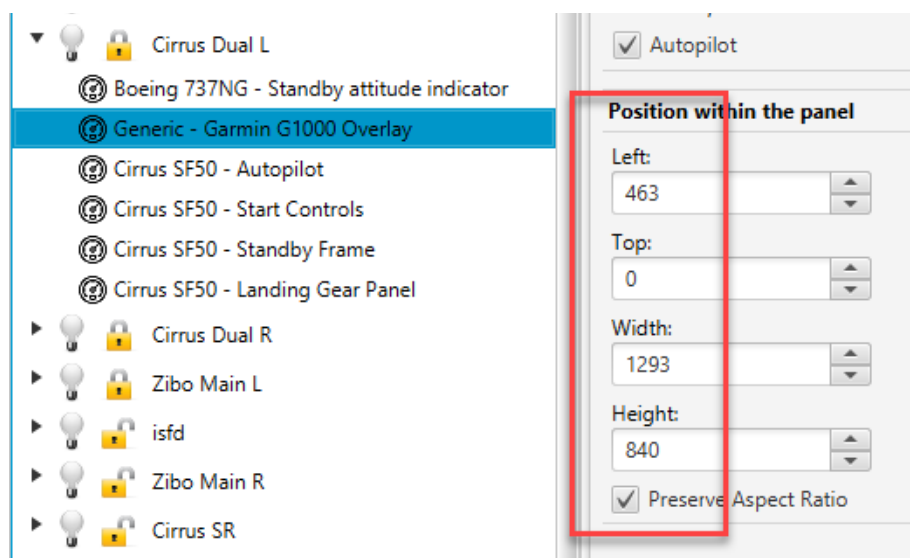 Cirrus Dual L
Boeing 737NG - Standby attitude indicator
Generic - Garmin G1000 Overlay
Cirrus SF50 - Autopilot
Cirrus SF50 - Start Controls
Cirrus SF50 - Standby Frame
Cirrus SF50 - Landing Gear Panel
Cirrus Dual R
Zibo Main L
isfd
Zibo Main R
Cirrus SR
Autopilot
Position within the panel
Left:
463
Top:
0
Width:
1293
Height:
840
Preserve Aspect Ratio